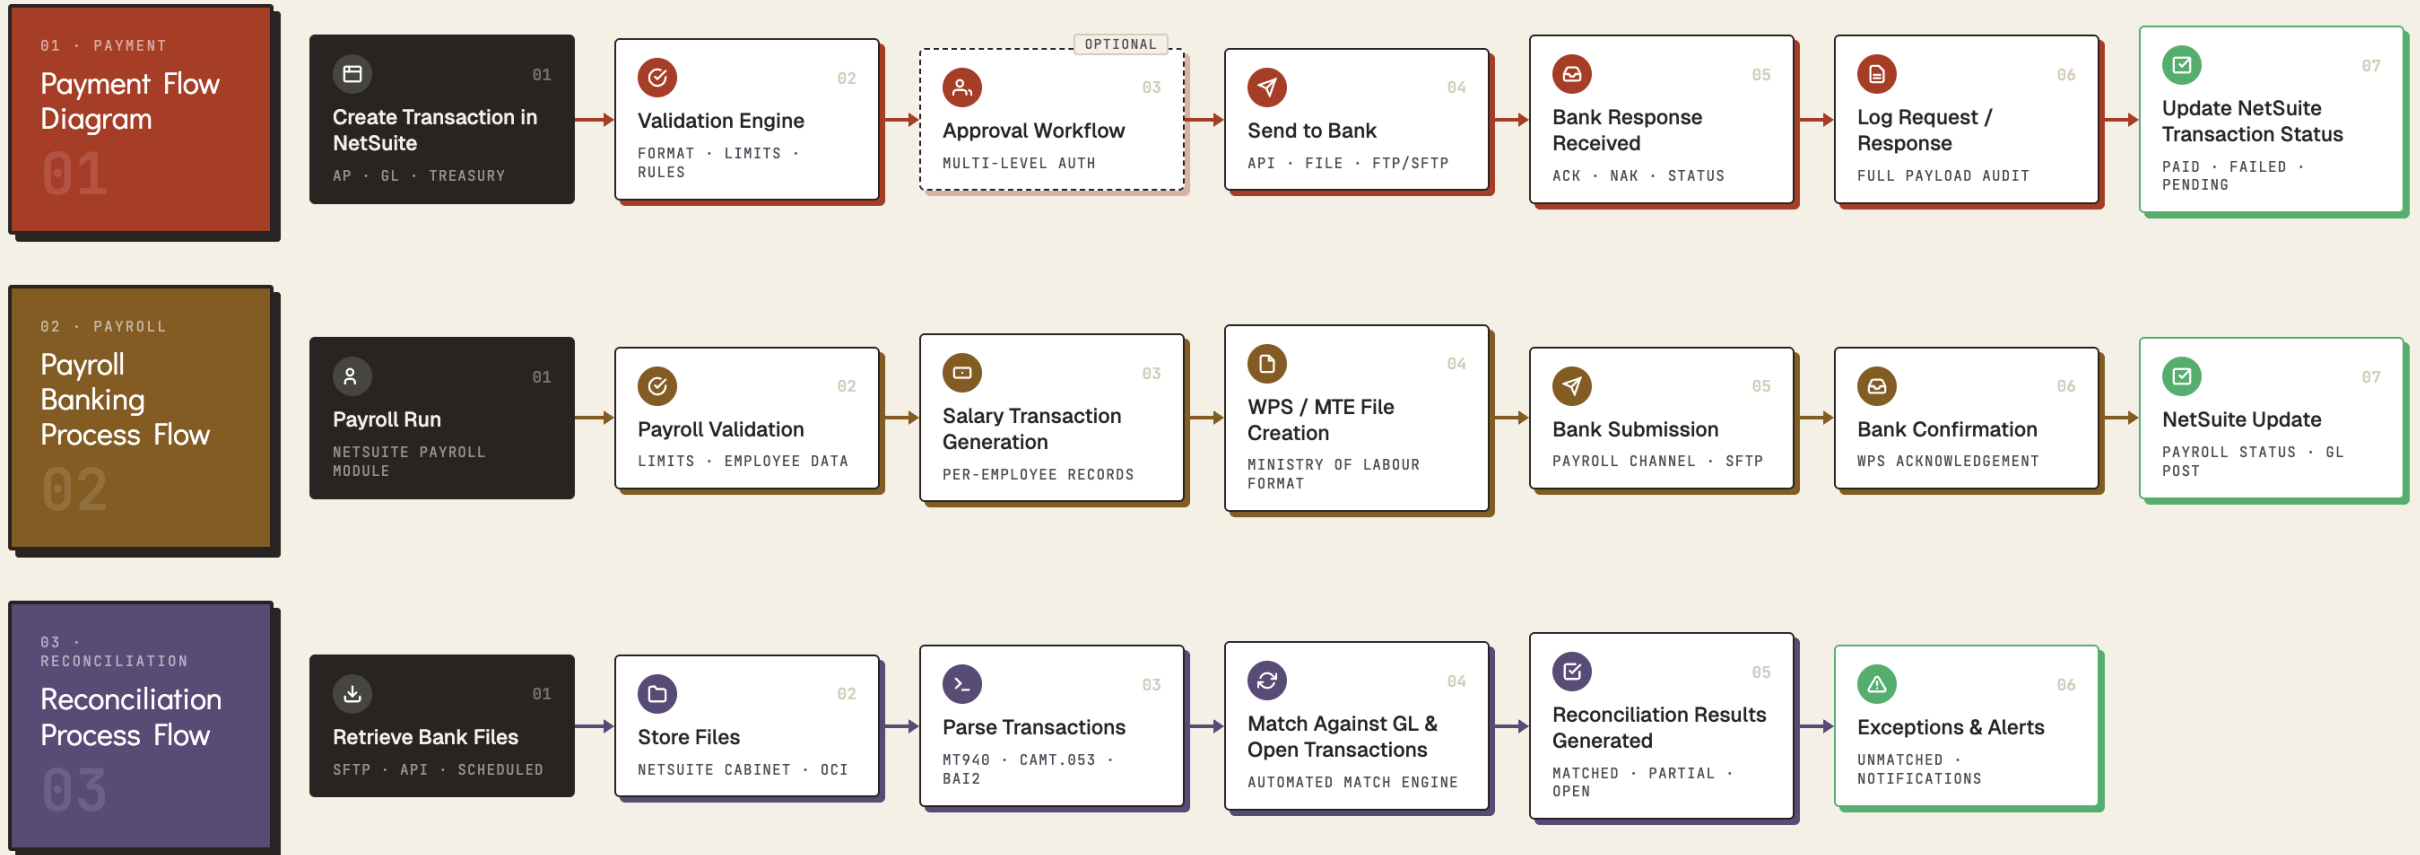 01 · PAYMENT
Payment Flow
Diagram
01
01
Create Transaction in
NetSuite
AP · GL · TREASURY
02
Validation Engine
FORMAT · LIMITS ·
RULES
OPTIONAL
03
Approval Workflow
MULTI-LEVEL AUTH
04
Send to Bank
API · FILE · FTP/SFTP
05
Bank Response
Received
ACK · NAK · STATUS
06
Log Request /
Response
FULL PAYLOAD AUDIT
07
Update NetSuite
Transaction Status
PAID · FAILED ·
PENDING
02 · PAYROLL
Payroll
Banking
Process Flow
02
01
Payroll Run
NETSUITE PAYROLL
MODULE
02
Payroll Validation
LIMITS · EMPLOYEE DATA
03
Salary Transaction
Generation
PER-EMPLOYEE RECORDS
04
WPS / MTE File
Creation
MINISTRY OF LABOUR
FORMAT
05
Bank Submission
PAYROLL CHANNEL · SFTP
06
Bank Confirmation
WPS ACKNOWLEDGEMENT
07
NetSuite Update
PAYROLL STATUS · GL
POST
03 ·
RECONCILIATION
Reconciliation
Process Flow
03
01
Retrieve Bank Files
SFTP · API · SCHEDULED
02
Store Files
NETSUITE CABINET · OCI
03
Parse Transactions
MT940 · CAMT.053 ·
BAI2
04
Match Against GL &
Open Transactions
AUTOMATED MATCH ENGINE
05
Reconciliation Results
Generated
MATCHED · PARTIAL ·
OPEN
06
Exceptions & Alerts
UNMATCHED ·
NOTIFICATIONS